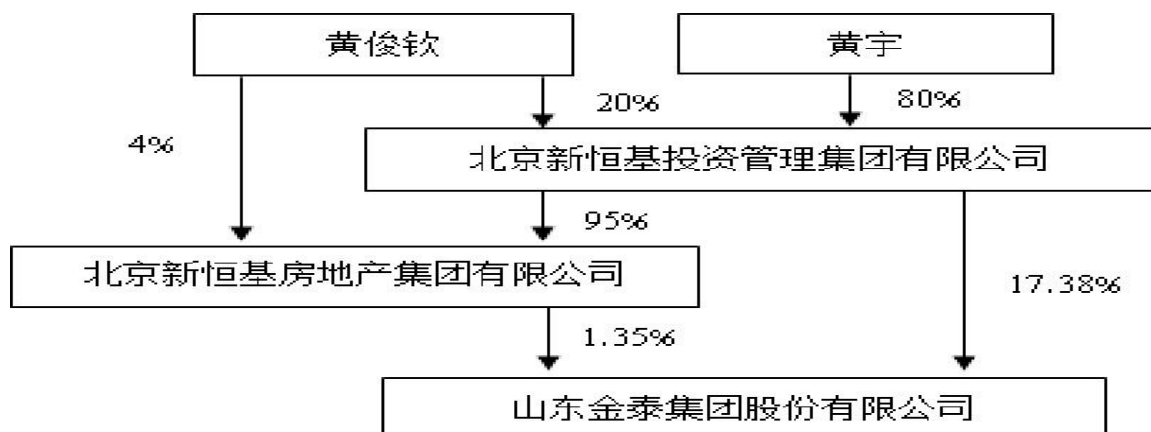 黄俊钦
黄宇
20%
80%
4%
北京新恒基投资管理集团有限公司
95%
北京新恒基房地产集团有限公司
17.38%
1.35%
山东金泰集团股份有限公司